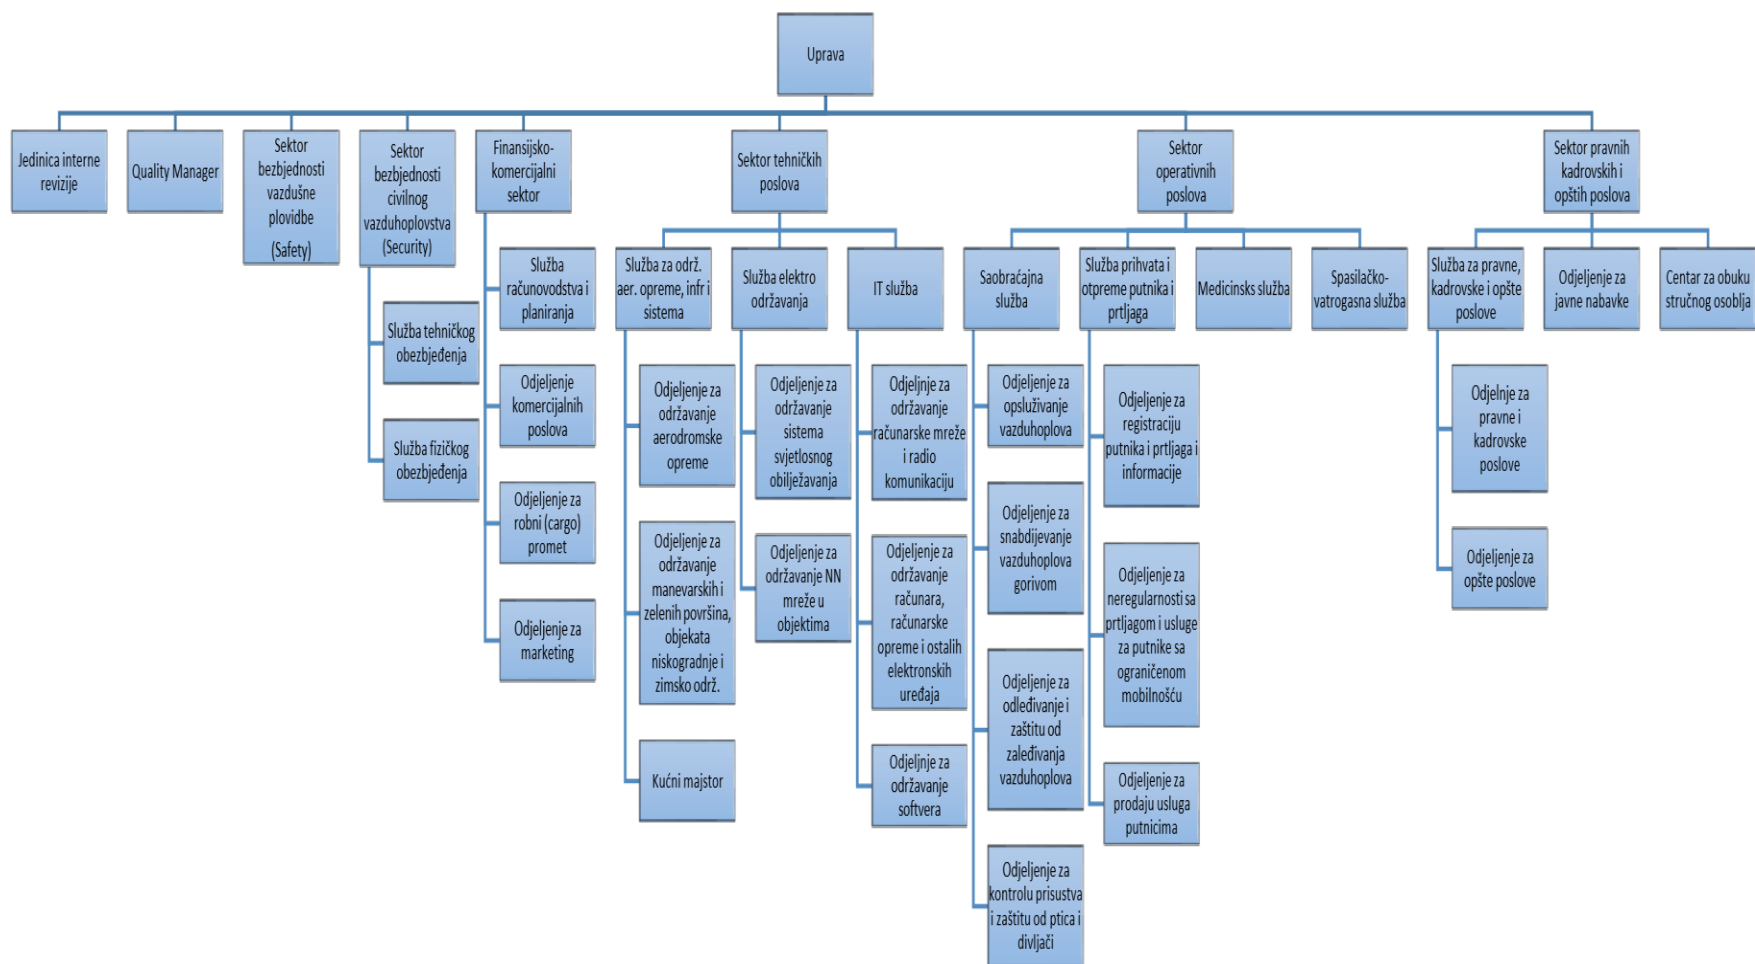 Uprava
Jedinica interne
revizije
Quality Manager
Sektor
bezbjednosti
vazdušne
plovidbe
(Safety)
Sektor
bezbjednosti
civilnog
vazduhoplovstva
(Security)
Finansijsko-
komercijalni
sektor
Sektor tehničkih
poslova
Sektor
operativnih
poslova
Sektor pravnih
kadrovskih i
opštih poslova
Služba
računovodstva i
planiranja
Služba za održ.
aer. opreme, infr i
sistema
Služba elektro
održavanja
IT služba
Saobraćajna
služba
Služba prihvata i
otpreme putnika i
prtljaga
Medicinsks služba
Spasilačko-
vatrogasna služba
Služba za pravne,
kadrovske i opšte
poslove
Odjeljenje za
javne nabavke
Centar za obuku
stručnog osoblja
Služba tehničkog
obezbjeđenja
Služba fizičkog
obezbjeđenja
Odjeljenje
komercijalnih
poslova
Odjeljenje za
robni (cargo)
promet
Odjeljenje za
marketing
Odjeljenje za
održavanje
aerodromske
opreme
Odjeljenje za
održavanje
manevarskih i
zelenih površina,
objekata
niskogradnje i
zimsko održ.
Kućni majstor
Odjeljenje za
održavanje
sistema
svjetlosnog
obilježavanja
Odjeljenje za
održavanje NN
mreže u
objektima
Odjeljnje za
održavanje
računarske mreže
i radio
komunikaciju
Odjeljenje za
održavanje
računara,
računarske
opreme i ostalih
elektronskih
uređaja
Odjeljnje za
održavanje
softvera
Odjeljenje za
opsluživanje
vazduhoplova
Odjeljenje za
snabdijevanje
vazduhoplova
gorivom
Odjeljenje za
odleđivanje i
zaštitu od
zaleđivanja
vazduhoplova
Odjeljenje za
kontrolu prisustva
i zaštitu od ptica i
divljači
Odjeljenje za
registraciju
putnika i prtljaga i
informacije
Odjeljenje za
neregularnosti sa
prtljagom i usluge
za putnike sa
ograničenom
mobilnošću
Odjeljenje za
prodaju usluga
putnicima
Odjelnje za
pravne i
kadrovske
poslove
Odjeljenje za
opšte poslove